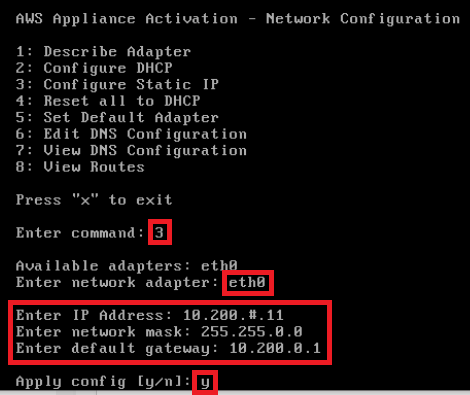 AWS Appliance Activation - Network Configuration
1: Describe Adapter
2: Configure DHCP
3: Configure Static IP
4: Reset all to DHCP
5: Set Default Adapter
6: Edit DNS Configuration
7: View DNS Configuration
8: View Routes
Press "x" to exit
Enter command: 3
Available adapters: eth0
Enter network adapter: eth0
Enter IP Address: 10.200.#.11
Enter network mask: 255.255.0.0
Enter default gateway: 10.200.0.1
Apply config [y/n]: y